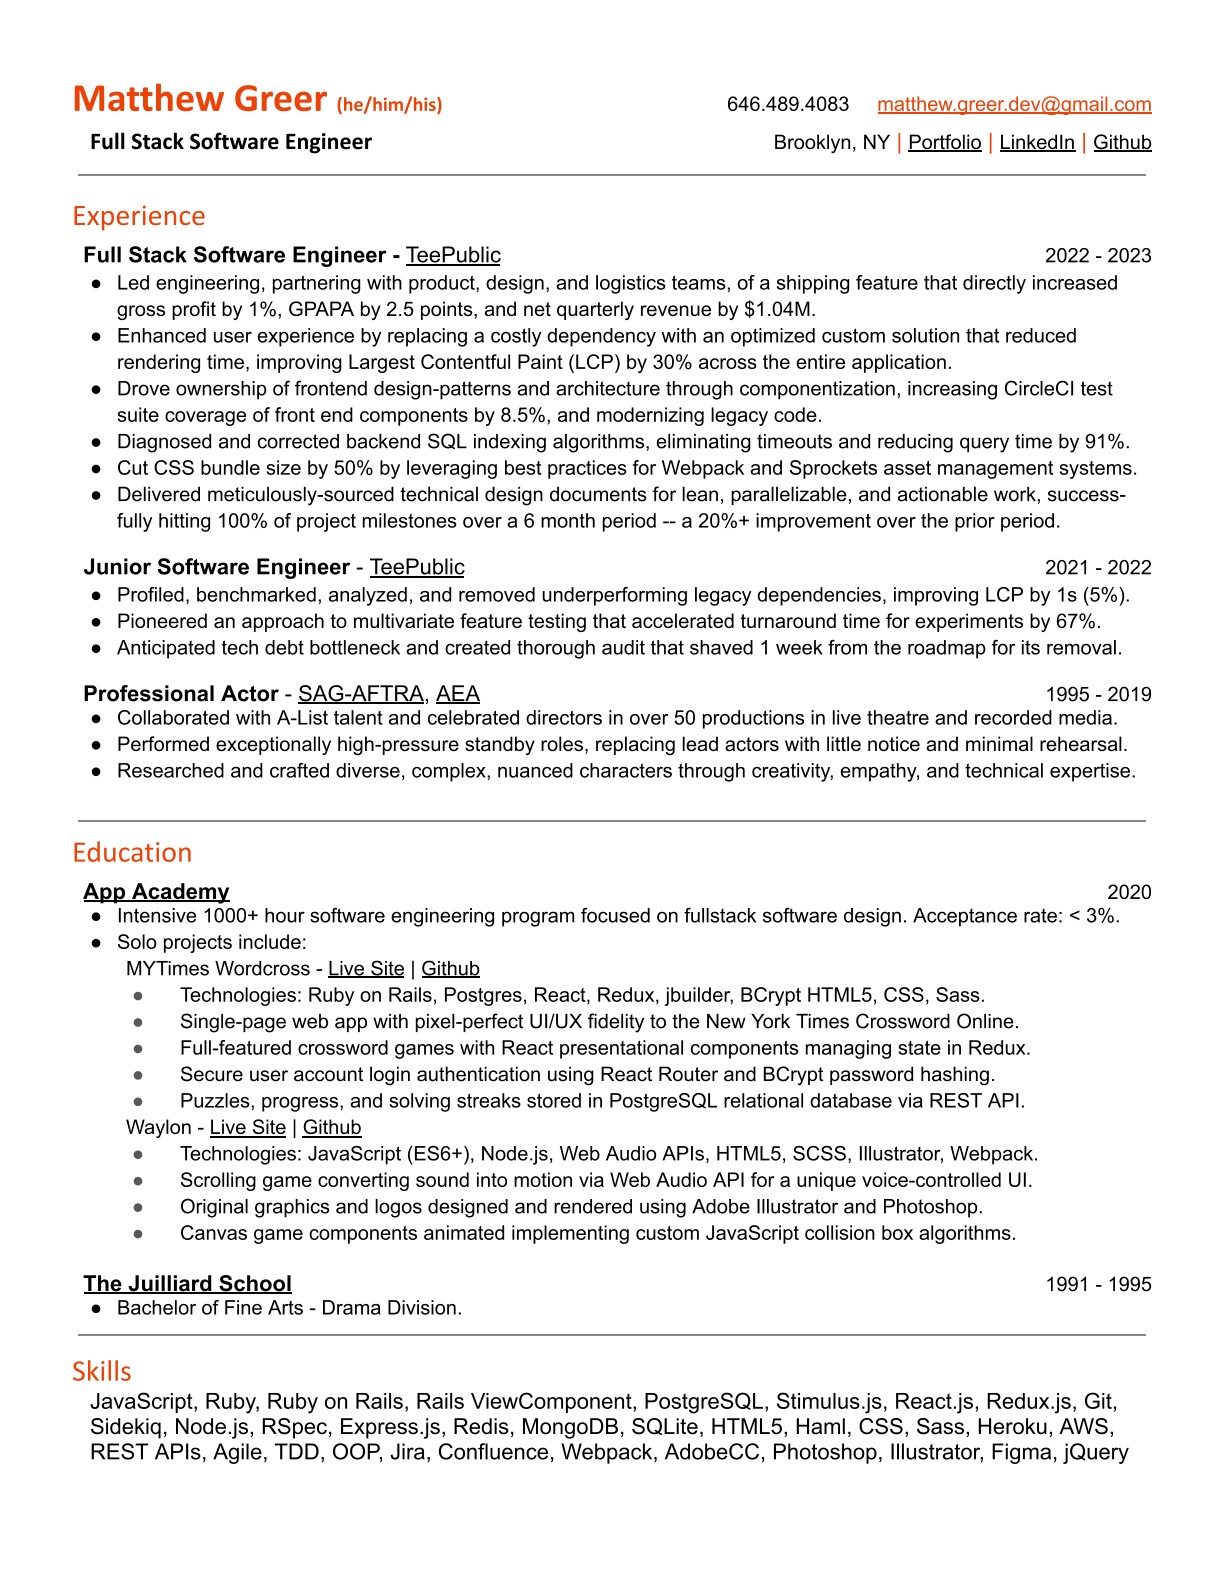 Matthew Greer (he/him/his) 646.489.4083 matthew.greer.dev@gmail.com
Full Stack Software Engineer Brooklyn, NY | Portfolio | LinkedIn | Github
Experience
Full Stack Software Engineer - TeePublic 2022 - 2023
● Led engineering, partnering with product, design, and logistics teams, of a shipping feature that directly increased
gross profit by 1%, GPAPA by 2.5 points, and net quarterly revenue by $1.04M.
● Enhanced user experience by replacing a costly dependency with an optimized custom solution that reduced
rendering time, improving Largest Contentful Paint (LCP) by 30% across the entire application.
● Drove ownership of frontend design-patterns and architecture through componentization, increasing CircleCI test
suite coverage of front end components by 8.5%, and modernizing legacy code.
● Diagnosed and corrected backend SQL indexing algorithms, eliminating timeouts and reducing query time by 91%.
● Cut CSS bundle size by 50% by leveraging best practices for Webpack and Sprockets asset management systems.
● Delivered meticulously-sourced technical design documents for lean, parallelizable, and actionable work, success-
fully hitting 100% of project milestones over a 6 month period -- a 20%+ improvement over the prior period.
Junior Software Engineer - TeePublic 2021 - 2022
● Profiled, benchmarked, analyzed, and removed underperforming legacy dependencies, improving LCP by 1s (5%).
● Pioneered an approach to multivariate feature testing that accelerated turnaround time for experiments by 67%.
● Anticipated tech debt bottleneck and created thorough audit that shaved 1 week from the roadmap for its removal.
Professional Actor - SAG-AFTRA, AEA 1995 - 2019
● Collaborated with A-List talent and celebrated directors in over 50 productions in live theatre and recorded media.
● Performed exceptionally high-pressure standby roles, replacing lead actors with little notice and minimal rehearsal.
● Researched and crafted diverse, complex, nuanced characters through creativity, empathy, and technical expertise.
Education
App Academy 2020
● Intensive 1000+ hour software engineering program focused on fullstack software design. Acceptance rate: < 3%.
● Solo projects include:
MYTimes Wordcross - Live Site | Github
● Technologies: Ruby on Rails, Postgres, React, Redux, jbuilder, BCrypt HTML5, CSS, Sass.
● Single-page web app with pixel-perfect UI/UX fidelity to the New York Times Crossword Online.
● Full-featured crossword games with React presentational components managing state in Redux.
● Secure user account login authentication using React Router and BCrypt password hashing.
● Puzzles, progress, and solving streaks stored in PostgreSQL relational database via REST API.
Waylon - Live Site | Github
● Technologies: JavaScript (ES6+), Node.js, Web Audio APIs, HTML5, SCSS, Illustrator, Webpack.
● Scrolling game converting sound into motion via Web Audio API for a unique voice-controlled UI.
● Original graphics and logos designed and rendered using Adobe Illustrator and Photoshop.
● Canvas game components animated implementing custom JavaScript collision box algorithms.
The Juilliard School 1991 - 1995
● Bachelor of Fine Arts - Drama Division.
Skills
JavaScript, Ruby, Ruby on Rails, Rails ViewComponent, PostgreSQL, Stimulus.js, React.js, Redux.js, Git,
Sidekiq, Node.js, RSpec, Express.js, Redis, MongoDB, SQLite, HTML5, Haml, CSS, Sass, Heroku, AWS,
REST APIs, Agile, TDD, OOP, Jira, Confluence, Webpack, AdobeCC, Photoshop, Illustrator, Figma, jQuery